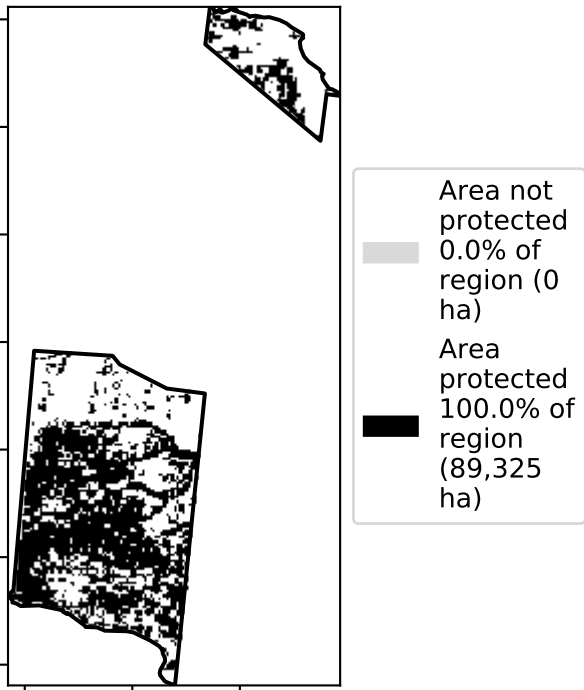 Area not
protected
0.0% of
region (0
ha)
Area
protected
100.0% of
region
(89,325
ha)